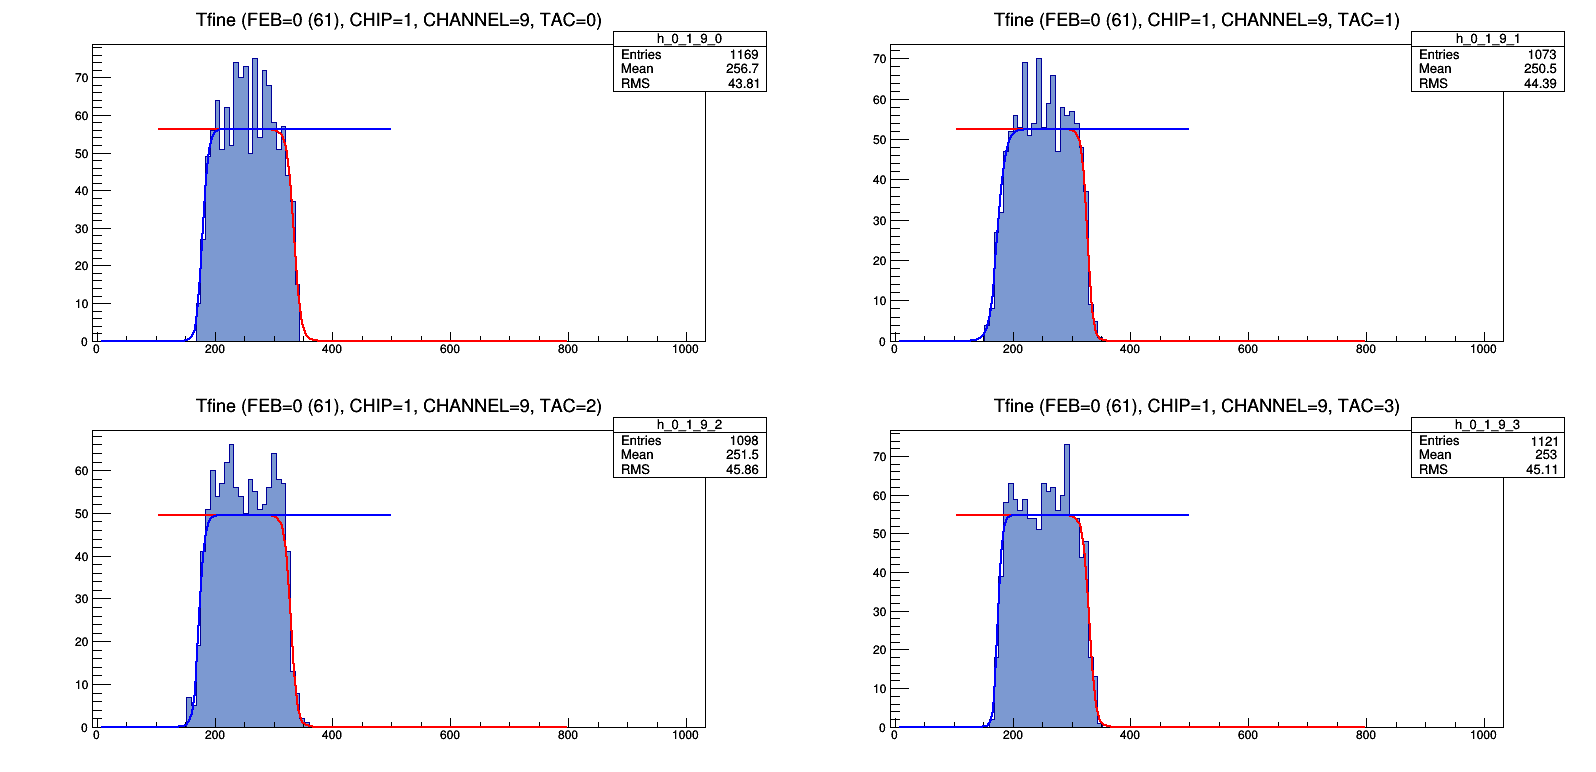 Tfine (FEB=0 (61), CHIP=1, CHANNEL=9, TAC=0)
h_0_1_9_0
Entries 1169
Mean 256.7
RMS 43.81
70
60
50
40
30
20
10
0
0 200 400 600 800 1000
Tfine (FEB=0 (61), CHIP=1, CHANNEL=9, TAC=1)
h_0_1_9_1
Entries 1073
Mean 250.5
RMS 44.39
70
60
50
40
30
20
10
0
0 200 400 600 800 1000
Tfine (FEB=0 (61), CHIP=1, CHANNEL=9, TAC=2)
h_0_1_9_2
Entries 1098
Mean 251.5
RMS 45.86
60
50
40
30
20
10
0
0 200 400 600 800 1000
Tfine (FEB=0 (61), CHIP=1, CHANNEL=9, TAC=3)
h_0_1_9_3
Entries 1121
Mean 253
RMS 45.11
70
60
50
40
30
20
10
0
0 200 400 600 800 1000